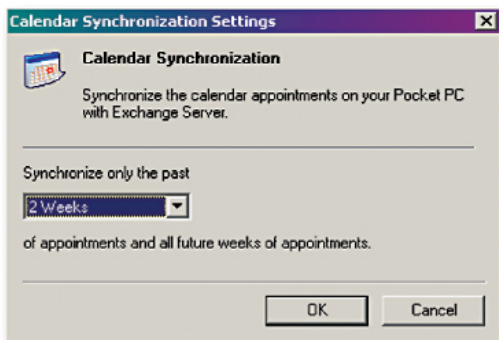 Calendar Synchronization Settings
Calendar Synchronization
Synchronize the calendar appointments on your Pocket PC
with Exchange Server.
Synchronize only the past
2 Weeks
of appointments and all future weeks of appointments.
OK Cancel